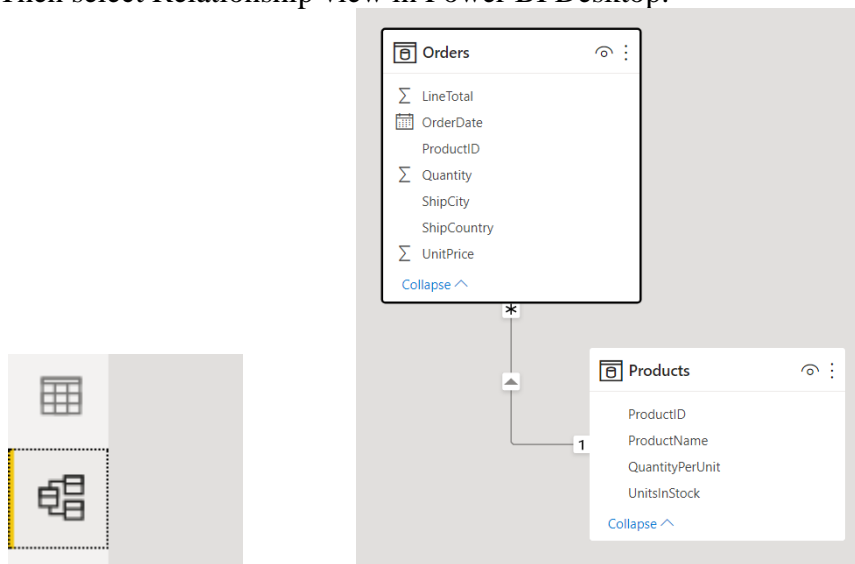 Then select Relationship view in Power BI Desktop.
Orders
LineTotal
OrderDate
ProductID
Quantity
ShipCity
ShipCountry
UnitPrice
Collapse
*
1
Products
ProductID
ProductName
QuantityPerUnit
UnitsInStock
Collapse